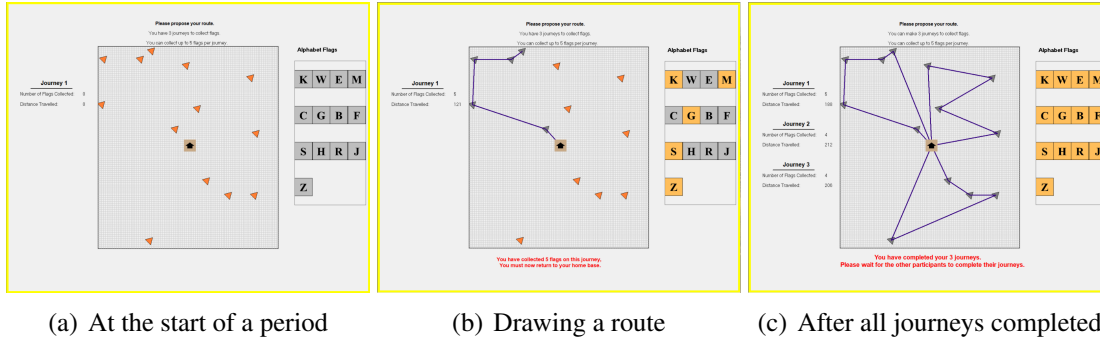 Please propose your route.
You have 3 journeys to collect flags.
You can collect up to 5 flags per journey
Alphabet Flags
Journey 1
Number of Flags Collected: 0
Distance Travelled: 0
K W E M
C G B F
S H R J
Z
(a) At the start of a period
Please propose your route.
You have 3 journeys to collect flags.
You can collect up to 5 flags per journey
Alphabet Flags
Journey 1
Number of Flags Collected: 5
Distance Travelled: 121
K W E M
C G B F
S H R J
Z
You have collected 5 flags on this journey,
You must now return to your home base.
(b) Drawing a route
Please propose your route.
You can make 3 journeys to collect flags.
You can collect up to 5 flags per journey
Alphabet Flags
Journey 1
Number of Flags Collected: 5
Distance Travelled:
Journey 2
Number of Flags Collected: 4
Distance Travelled: 212
Journey 3
Number of Flags Collected: 4
Distance Travelled: 206
K W E M
C G B F
S H R J
Z
You have completed your 3 journeys.
Please wait for the other participants to complete their journeys.
(c) After all journeys completed